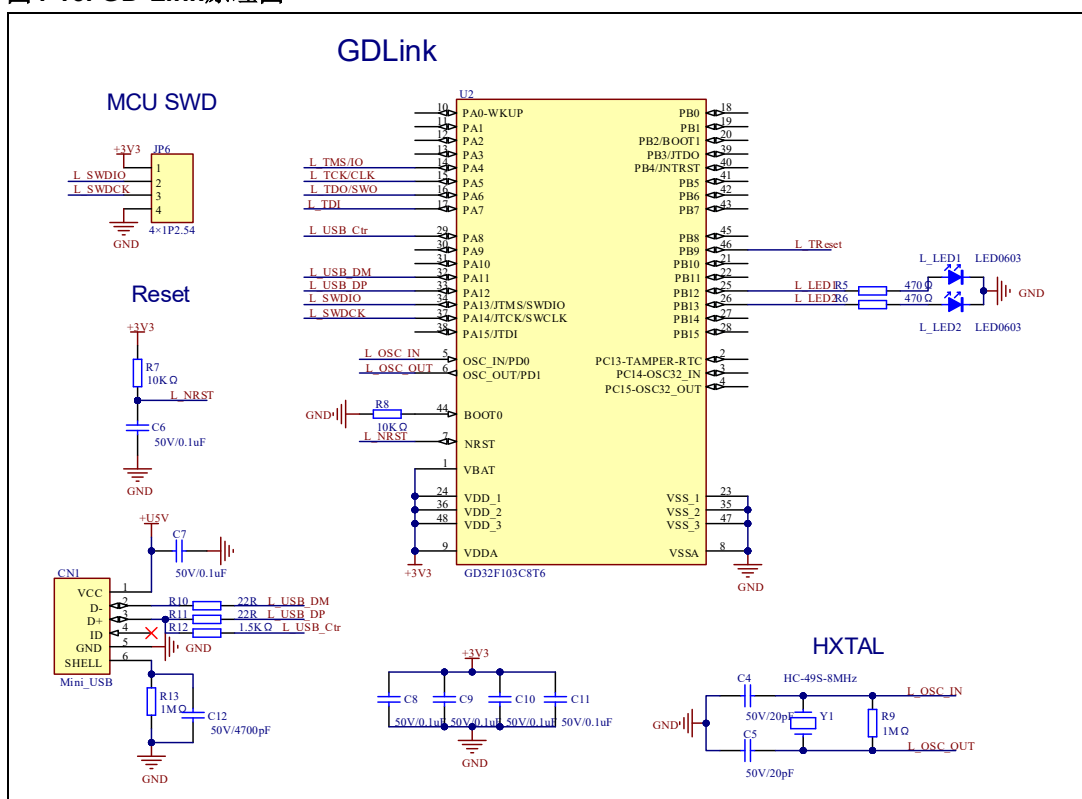 GDLink
MCU SWD
+3V3
JP6
1
L_SWDIO
2
L_SWDCK
3
4
GND
4×1P2.54
Reset
+3V3
R7
10KΩ
L_NRST
C6
50V/0.1uF
GND
+U5V
C7
50V/0.1uF
CN1
VCC
1
D-
2
R10
22R
L_USB_DM
D+
3
R11
22R
L_USB_DP
ID
4
R12
1.5KΩ
L_USB_Ctr
GND
5
GND
SHELL
6
Mini_USB
R13
1MΩ
C12
50V/4700pF
GND
U2
10
PA0-WKUP
11
PA1
12
PA2
13
PA3
L_TMS/IO
14
PA4
L_TCK/CLK
15
PA5
L_TDO/SWO
16
PA6
L_TDI
17
PA7
L_USB_Ctr
29
PA8
30
PA9
31
PA10
L_USB_DM
32
PA11
L_USB_DP
33
PA12
L_SWDIO
34
PA13/JTMS/SWDIO
L_SWDCK
37
PA14/JTCK/SWCLK
38
PA15/JTDI
L_OSC_IN
5
OSC_IN/PD0
L_OSC_OUT
6
OSC_OUT/PD1
GND
R8
10KΩ
44
BOOT0
L_NRST
7
NRST
1
VBAT
24
VDD_1
36
VDD_2
48
VDD_3
9
VDDA
+3V3
GD32F103C8T6
PB0
18
PB1
19
PB2/BOOT1
20
PB3/JTDO
39
PB4/JNTRST
40
PB5
41
PB6
42
PB7
43
PB8
45
PB9
46
L_TReset
PB10
21
PB11
22
PB12
25
L_LED1
R5
470Ω
PB13
26
L_LED2
R6
470Ω
PB14
27
PB15
28
L_LED1
LED0603
GND
L_LED2
LED0603
PC13-TAMPER-RTC
2
PC14-OSC32_IN
3
PC15-OSC32_OUT
4
VSS_1
23
VSS_2
35
VSS_3
47
VSSA
8
GND
+3V3
C8
C9
C10
C11
50V/0.1uF
50V/0.1uF
50V/0.1uF
50V/0.1uF
GND
HXTAL
C4
HC-49S-8MHz
L_OSC_IN
50V/20pF
GND
Y1
R9
1MΩ
C5
L_OSC_OUT
50V/20pF